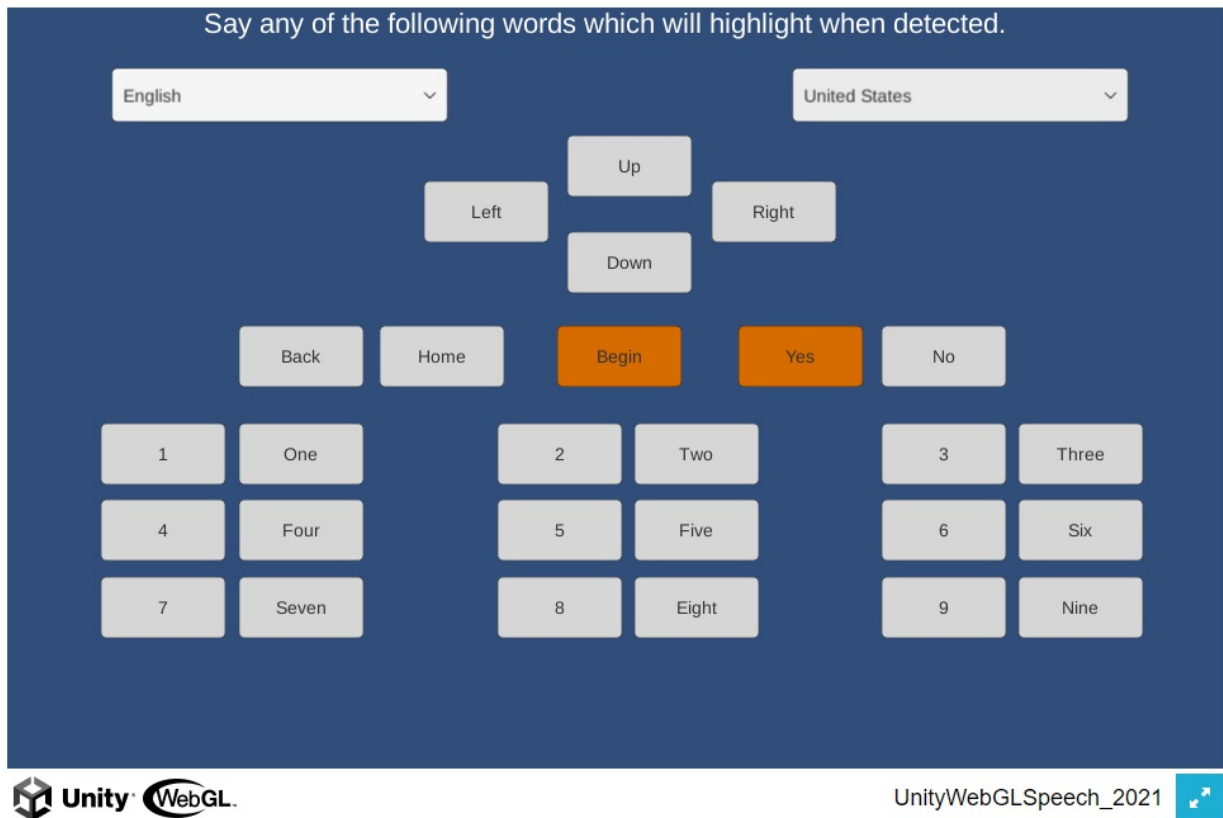 Say any of the following words which will highlight when detected.
English United States
Up
Left Right
Down
Back Home Begin Yes No
1 One 2 Two 3 Three
4 Four 5 Five 6 Six
7 Seven 8 Eight 9 Nine
Unity WebGL. UnityWebGLSpeech_2021